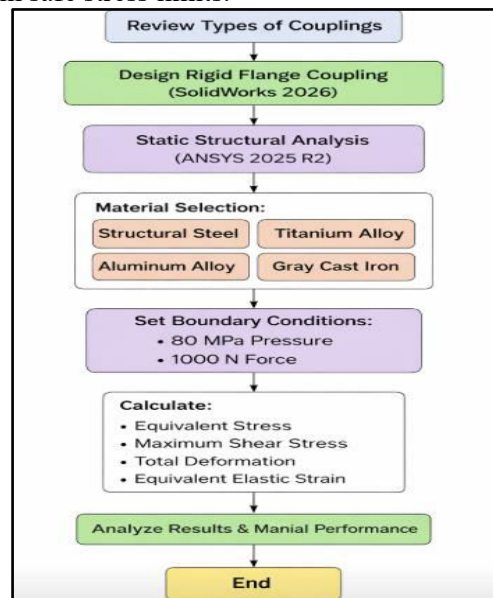 Review Types of Couplings
Design Rigid Flange Coupling
(SolidWorks 2026)
Static Structural Analysis
(ANSYS 2025 R2)
Material Selection:
Structural Steel
Titanium Alloy
Aluminum Alloy
Gray Cast Iron
Set Boundary Conditions:
• 80 MPa Pressure
• 1000 N Force
Calculate:
• Equivalent Stress
• Maximum Shear Stress
• Total Deformation
• Equivalent Elastic Strain
Analyze Results & Manial Performance
End